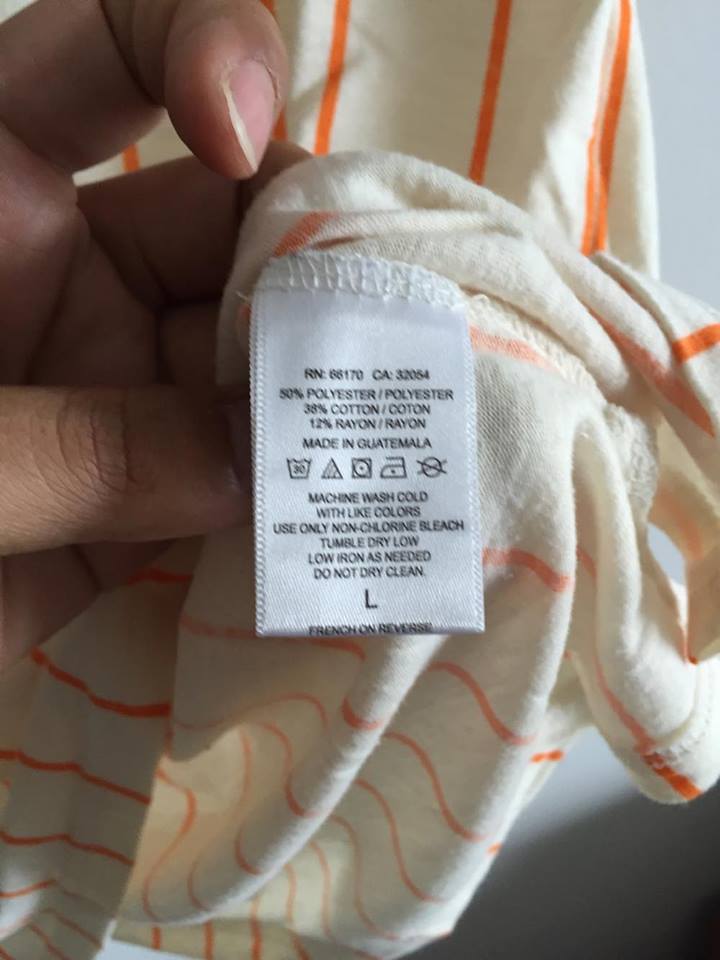 RN: 66170 CA: 32054
50% POLYESTER / POLYESTER
38% COTTON / COTON
12% RAYON / RAYON
MADE IN GUATEMALA
30
MACHINE WASH COLD
WITH LIKE COLORS
USE ONLY NON-CHLORINE BLEACH
TUMBLE DRY LOW
LOW IRON AS NEEDED
DO NOT DRY CLEAN.
L
FRENCH ON REVERSE